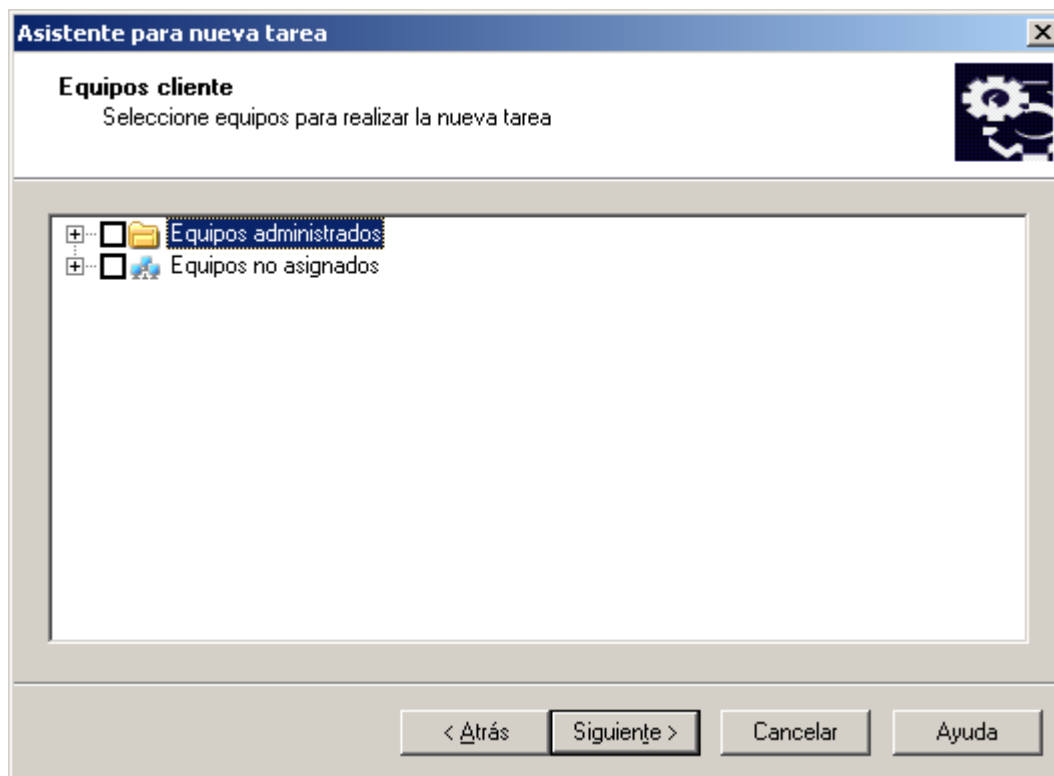 Asistente para nueva tarea
Equipos cliente
Seleccione equipos para realizar la nueva tarea
Equipos administrados
Equipos no asignados
< Atrás Siguiente > Cancelar Ayuda